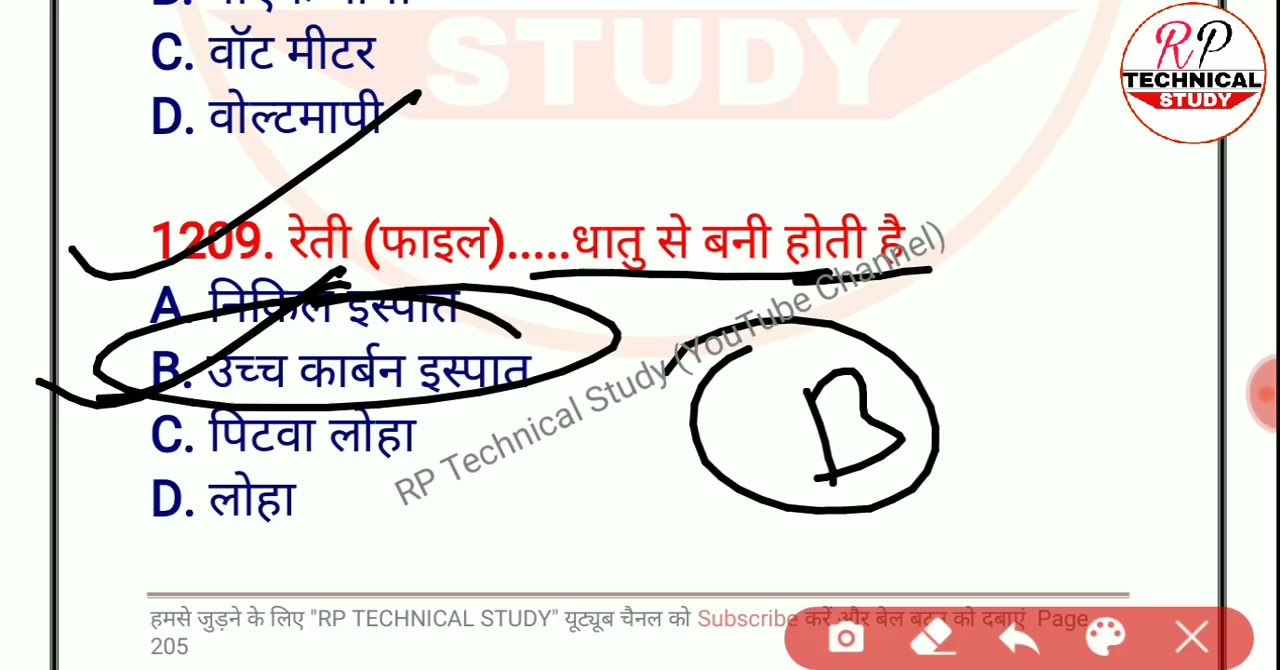 STUDY
RP
TECHNICAL
STUDY
C. वॉट मीटर
D. वोल्टमापी
1209. रेती (फाइल).....धातु से बनी होती है
A. निकिल इस्पात
B. उच्च कार्बन इस्पात
C. पिटवा लोहा
D. लोहा
B
RP Technical Study (YouTube Channel)
हमसे जुड़ने के लिए "RP TECHNICAL STUDY" यूट्यूब चैनल को Subscribe करें और बेल बटन को दबाएं Page
205